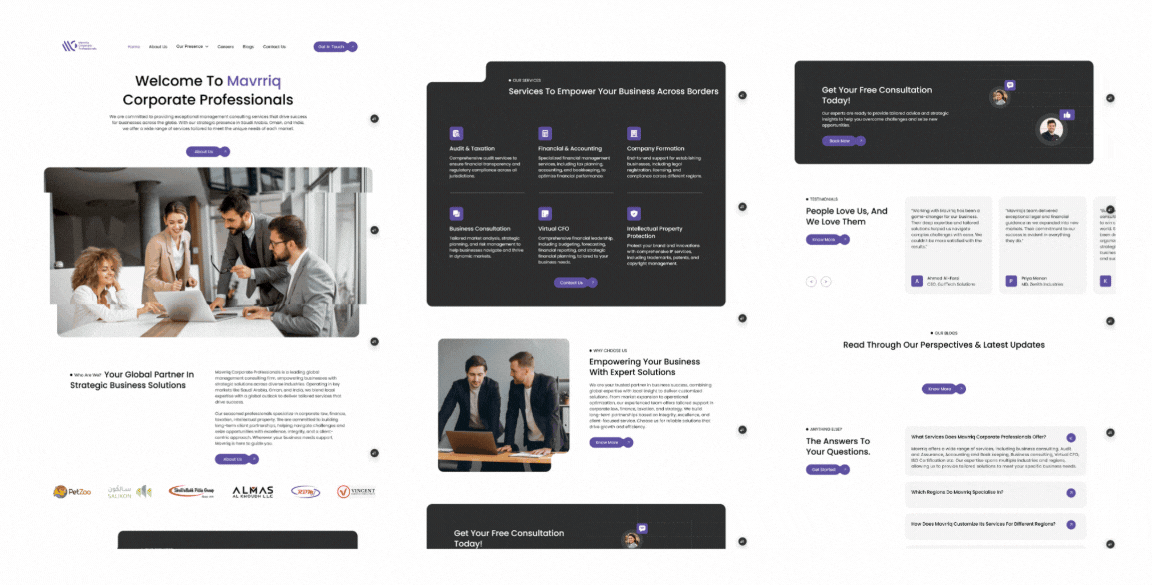 Mavrriq
Corporate
Professionals
Home
About Us
Our Presence
Careers
Blogs
Contact Us
Get In Touch
Welcome To Mavrriq
Corporate Professionals
We are committed to providing exceptional management consulting services that drive success
for businesses across the globe. With our strategic presence in Saudi Arabia, Oman, and India,
we offer a wide range of services tailored to meet the unique needs of each market.
About Us
Who Are We? Your Global Partner In
Strategic Business Solutions
Mavrriq Corporate Professionals is a leading global
management consulting firm, empowering businesses with
strategic solutions across diverse industries. Operating in key
markets like Saudi Arabia, Oman, and India, we blend local
expertise with a global outlook to deliver tailored services that
drive success.
Our seasoned professionals specialize in corporate law, finance,
taxation, intellectual property. We are committed to building
long-term client partnerships, helping navigate challenges and
seize opportunities with excellence, integrity, and a client-
centric approach. Wherever your business needs support,
Mavrriq is here to guide you.
About Us
PetZoo
سالكون
SALIKON
ALMAS
AL KHOUGH L.L.C
VINCENT
OUR SERVICES
Services To Empower Your Business Across Borders
Audit & Taxation
Comprehensive audit services to
ensure financial transparency and
regulatory compliance across all
jurisdictions.
Financial & Accounting
Specialized financial management
services, including tax planning,
accounting, and bookkeeping, to
optimize financial performance.
Company Formation
End-to-end support for establishing
businesses, including legal
registration, licensing, and
compliance across different regions.
Business Consultation
Tailored market analysis, strategic
planning, and risk management to
help businesses navigate and thrive
in dynamic markets.
Virtual CFO
Comprehensive financial leadership,
including budgeting, forecasting,
financial reporting, and strategic
financial planning tailored to your
business needs.
Intellectual Property
Protection
Protect your brand and innovations
with comprehensive IP services,
including trademarks, patents, and
copyright management.
Contact Us
WHY CHOOSE US
Empowering Your Business
With Expert Solutions
We are your trusted partner in business success, combining
global expertise with local insight to deliver customized
solutions. From market expansion to operational
optimization, our experienced team offers tailored support in
corporate law, finance, taxation, and strategy. We build
long-term partnerships based on integrity, excellence, and
client-focused service. Choose us for reliable solutions that
drive growth and efficiency.
Know More
Get Your Free Consultation
Today!
Get Your Free Consultation
Today!
Our experts are ready to provide tailored advice and strategic
insights to help you overcome challenges and seize new
opportunities.
Book Now
TESTIMONIALS
People Love Us, And
We Love Them
Know More
"Working with Mavrriq has been a
game-changer for our business.
Their deep expertise and tailored
solutions helped us navigate
complex challenges with ease. We
couldn't be more satisfied with the
results."
A
Ahmad Al-Farsi
CEO, GulfTech Solutions
"Mavrriq's team delivered
exceptional legal and financial
guidance as we expanded into new
markets. Their commitment to our
success is evident in everything
they do."
P
Priya Menon
MD, Zenith Industries
K
OUR BLOGS
Read Through Our Perspectives & Latest Updates
Know More
ANYTHING ELSE?
The Answers To
Your Questions.
Get Started
What Services Does Mavrriq Corporate Professionals Offer?
Mavrriq offers a wide range of services, including Business consulting, Audit
and Assurance, Accounting and Book keeping, Business consulting, Virtual CFO,
BID Certification etc. Our expertise spans multiple industries and regions,
allowing us to provide tailored solutions to meet your specific business needs.
Which Regions Do Mavrriq Specialise In?
How Does Mavrriq Customize Its Services For Different Regions?